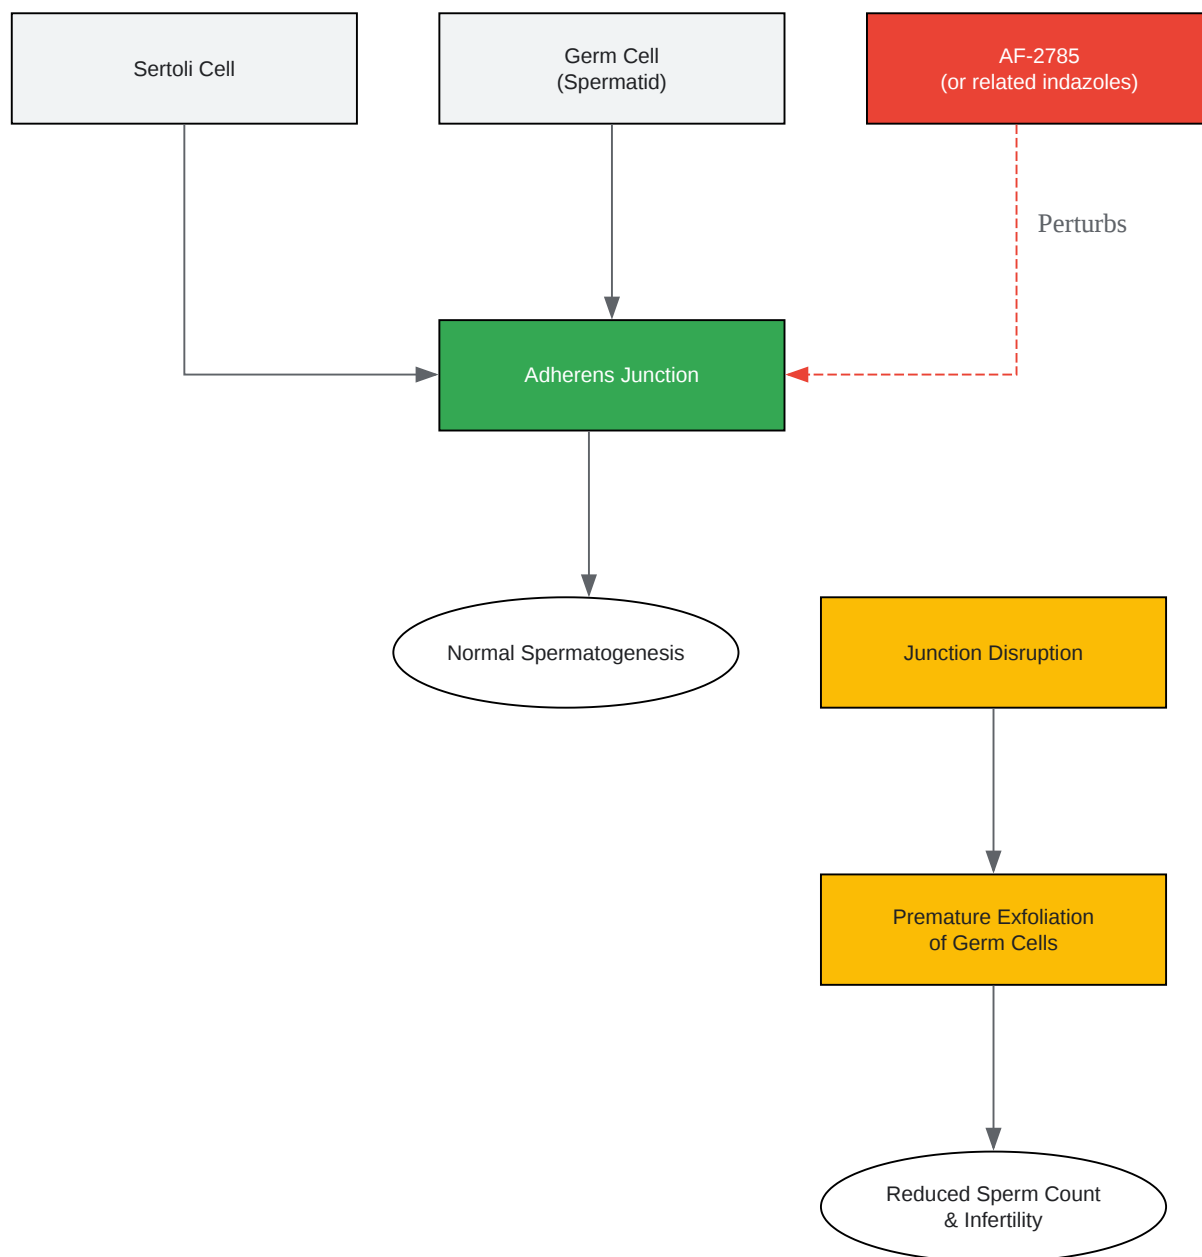 Sertoli Cell
Germ Cell
(Spermatid)
AF-2785
(or related indazoles)
Perturbs
Adherens Junction
Normal Spermatogenesis
Junction Disruption
Premature Exfoliation
of Germ Cells
Reduced Sperm Count
& Infertility